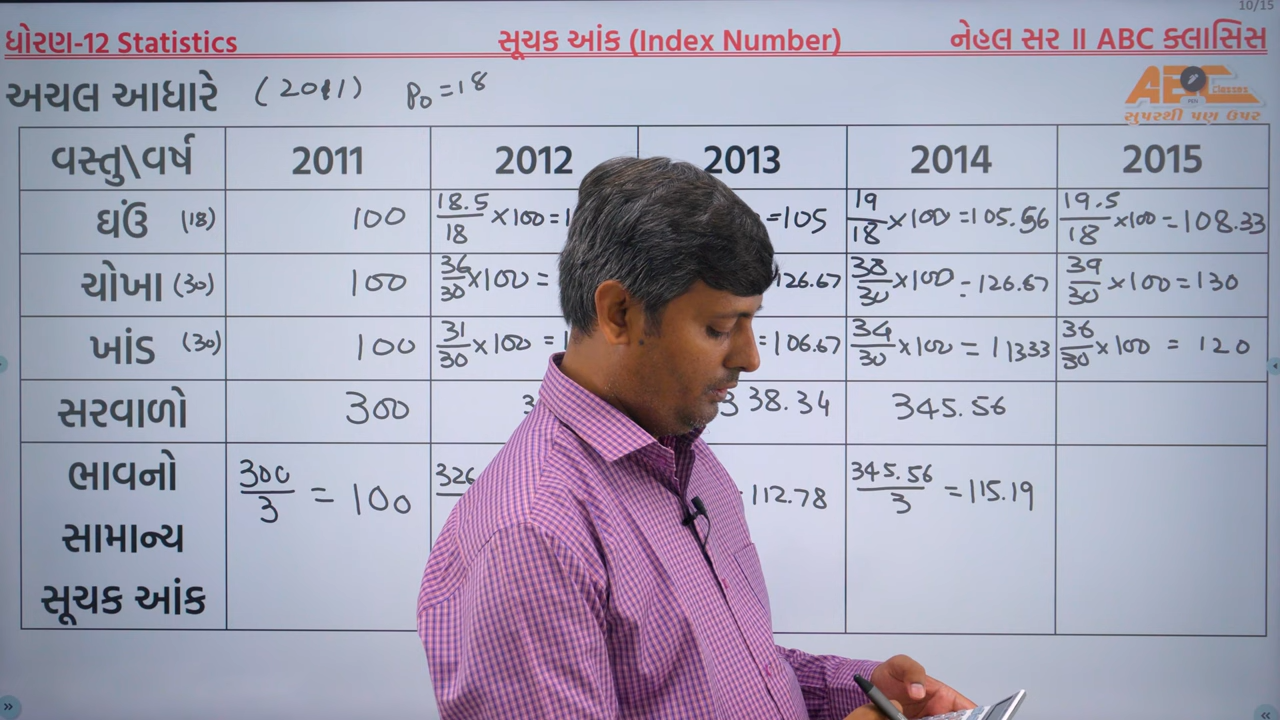 10/15
ધોરણ-12 Statistics સૂચક આંક (Index Number) નેહલ સર ॥ ABC ક્લાસિસ
અચલ આધારે (2011) P₀ = 18
ABC Classes
સુપરથી પણ ઉપર
વસ્તુ\વર્ષ 2011 2012 2013 2014 2015
ઘઉં (18) 100 18.5/18 ×100 = =105 19/18 ×100 =105.56 19.5/18 ×100 =108.33
ચોખા (30) 100 36/30 ×100 = 126.67 38/30 ×100 = 126.67 39/30 ×100 = 130
ખાંડ (30) 100 31/30 ×100 = = 106.67 34/30 ×100 = 11333 36/30 ×100 = 120
સરવાળો 300 338.34 345.56
ભાવનો સામાન્ય સૂચક આંક 300/3 = 100 326 112.78 345.56/3 =115.19